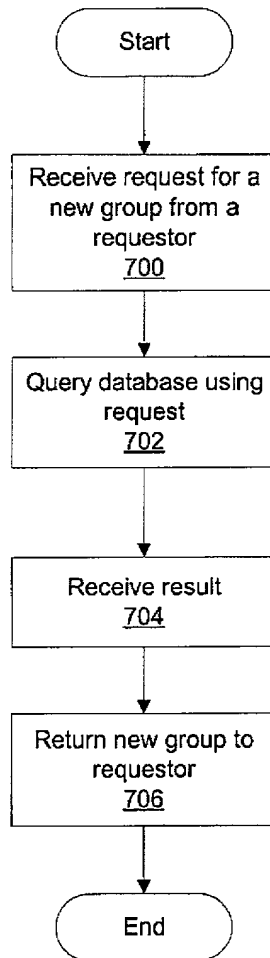 Start
Receive request for a
new group from a
requestor
700
Query database using
request
702
Receive result
704
Return new group to
requestor
706
End